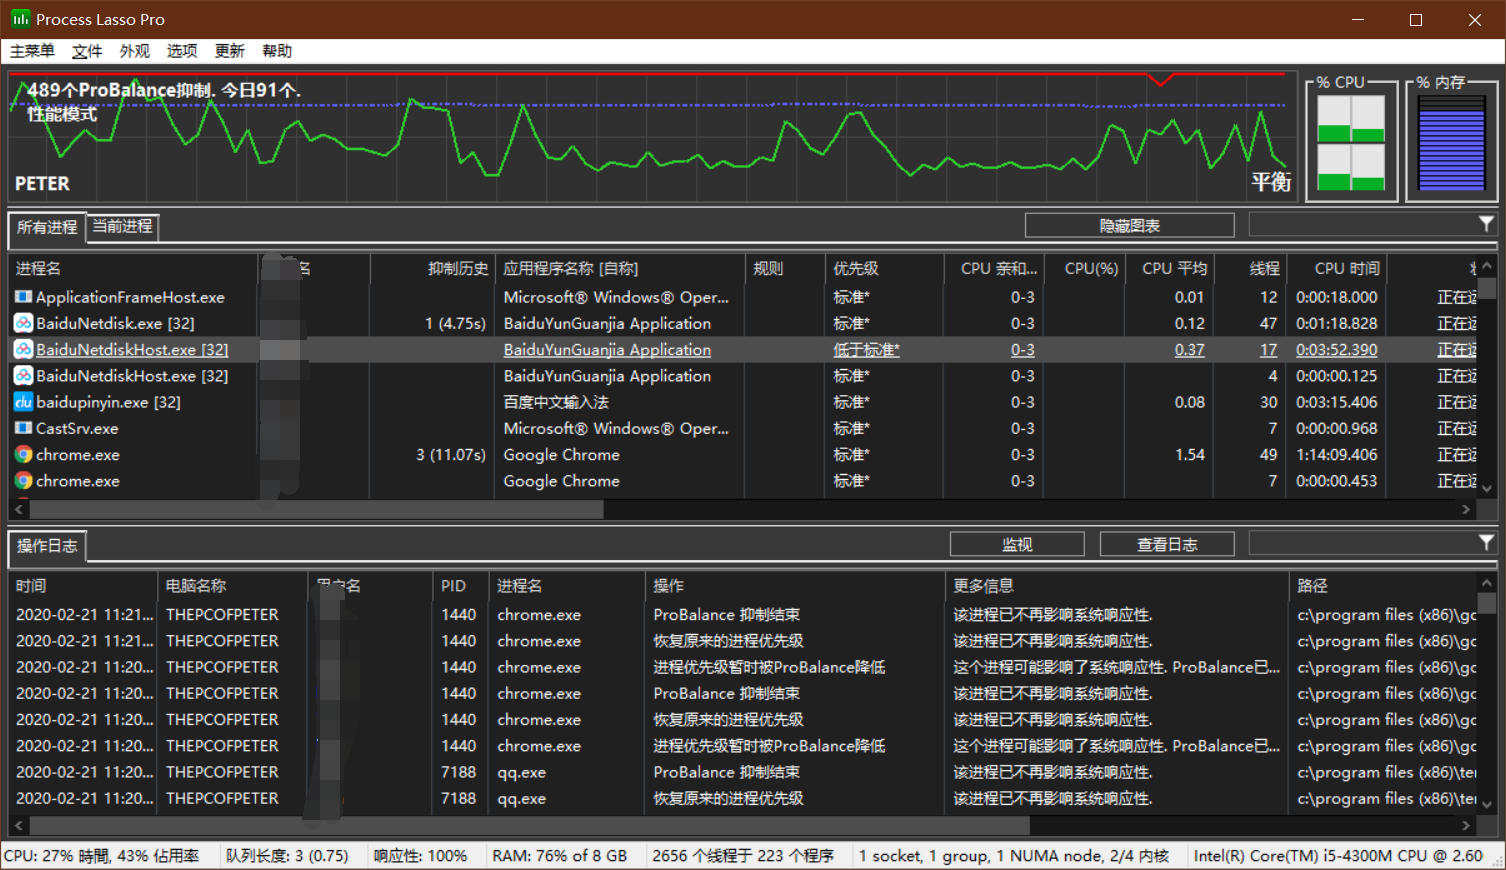 Process Lasso Pro
主菜单 文件 外观 选项 更新 帮助
489个ProBalance抑制. 今日91个.
性能模式
PETER
平衡
% CPU
% 内存
所有进程 当前进程 隐藏图表
进程名 名 抑制历史 应用程序名称 [自称] 规则 优先级 CPU 亲和... CPU(%) CPU 平均 线程 CPU 时间
ApplicationFrameHost.exe Microsoft® Windows® Oper... 标准* 0-3 0.01 12 0:00:18.000 正在运
BaiduNetdisk.exe [32] 1 (4.75s) BaiduYunGuanjia Application 标准* 0-3 0.12 47 0:01:18.828 正在运
BaiduNetdiskHost.exe [32] BaiduYunGuanjia Application 低于标准* 0-3 0.37 17 0:03:52.390 正在运
BaiduNetdiskHost.exe [32] BaiduYunGuanjia Application 标准* 0-3 4 0:00:00.125 正在运
du baidupinyin.exe [32] 百度中文输入法 标准* 0-3 0.08 30 0:03:15.406 正在运
CastSrv.exe Microsoft® Windows® Oper... 标准* 0-3 7 0:00:00.968 正在运
chrome.exe 3 (11.07s) Google Chrome 标准* 0-3 1.54 49 1:14:09.406 正在运
chrome.exe Google Chrome 标准* 0-3 7 0:00:00.453 正在运
操作日志 监视 查看日志
时间 电脑名称 用户名 PID 进程名 操作 更多信息 路径
2020-02-21 11:21... THEPCOFPETER 1440 chrome.exe ProBalance 抑制结束 该进程已不再影响系统响应性. c:\program files (x86)\gc
2020-02-21 11:21... THEPCOFPETER 1440 chrome.exe 恢复原来的进程优先级 该进程已不再影响系统响应性. c:\program files (x86)\gc
2020-02-21 11:20... THEPCOFPETER 1440 chrome.exe 进程优先级暂时被ProBalance降低 这个进程可能影响了系统响应性. ProBalance已... c:\program files (x86)\gc
2020-02-21 11:20... THEPCOFPETER 1440 chrome.exe ProBalance 抑制结束 该进程已不再影响系统响应性. c:\program files (x86)\gc
2020-02-21 11:20... THEPCOFPETER 1440 chrome.exe 恢复原来的进程优先级 该进程已不再影响系统响应性. c:\program files (x86)\gc
2020-02-21 11:20... THEPCOFPETER 1440 chrome.exe 进程优先级暂时被ProBalance降低 这个进程可能影响了系统响应性. ProBalance已... c:\program files (x86)\gc
2020-02-21 11:20... THEPCOFPETER 7188 qq.exe ProBalance 抑制结束 该进程已不再影响系统响应性. c:\program files (x86)\ter
2020-02-21 11:20... THEPCOFPETER 7188 qq.exe 恢复原来的进程优先级 该进程已不再影响系统响应性. c:\program files (x86)\ter
CPU: 27% 時間, 43% 佔用率 队列长度: 3 (0.75) 响应性: 100% RAM: 76% of 8 GB 2656 个线程于 223 个程序 1 socket, 1 group, 1 NUMA node, 2/4 内核 Intel(R) Core(TM) i5-4300M CPU @ 2.60